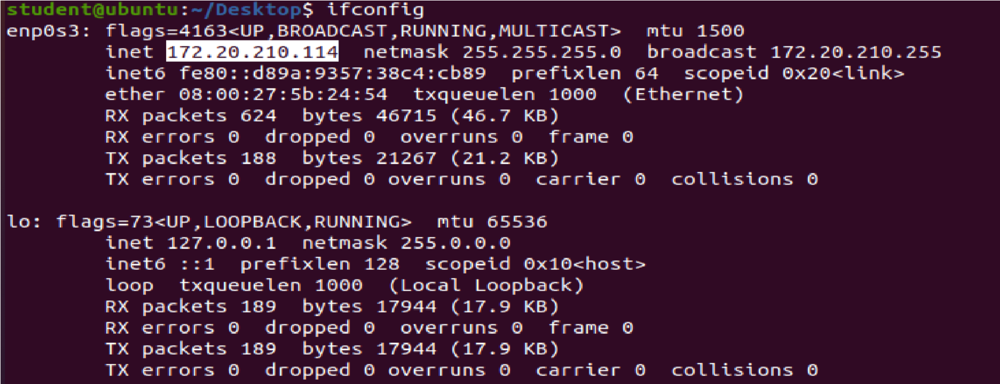 student@ubuntu:~/Desktop$ ifconfig
enp0s3: flags=4163<UP,BROADCAST,RUNNING,MULTICAST>  mtu 1500
        inet 172.20.210.114  netmask 255.255.255.0  broadcast 172.20.210.255
        inet6 fe80::d89a:9357:38c4:cb89  prefixlen 64  scopeid 0x20<link>
        ether 08:00:27:5b:24:54  txqueuelen 1000  (Ethernet)
        RX packets 624  bytes 46715 (46.7 KB)
        RX errors 0  dropped 0  overruns 0  frame 0
        TX packets 188  bytes 21267 (21.2 KB)
        TX errors 0  dropped 0 overruns 0  carrier 0  collisions 0

lo: flags=73<UP,LOOPBACK,RUNNING>  mtu 65536
        inet 127.0.0.1  netmask 255.0.0.0
        inet6 ::1  prefixlen 128  scopeid 0x10<host>
        loop  txqueuelen 1000  (Local Loopback)
        RX packets 189  bytes 17944 (17.9 KB)
        RX errors 0  dropped 0  overruns 0  frame 0
        TX packets 189  bytes 17944 (17.9 KB)
        TX errors 0  dropped 0 overruns 0  carrier 0  collisions 0